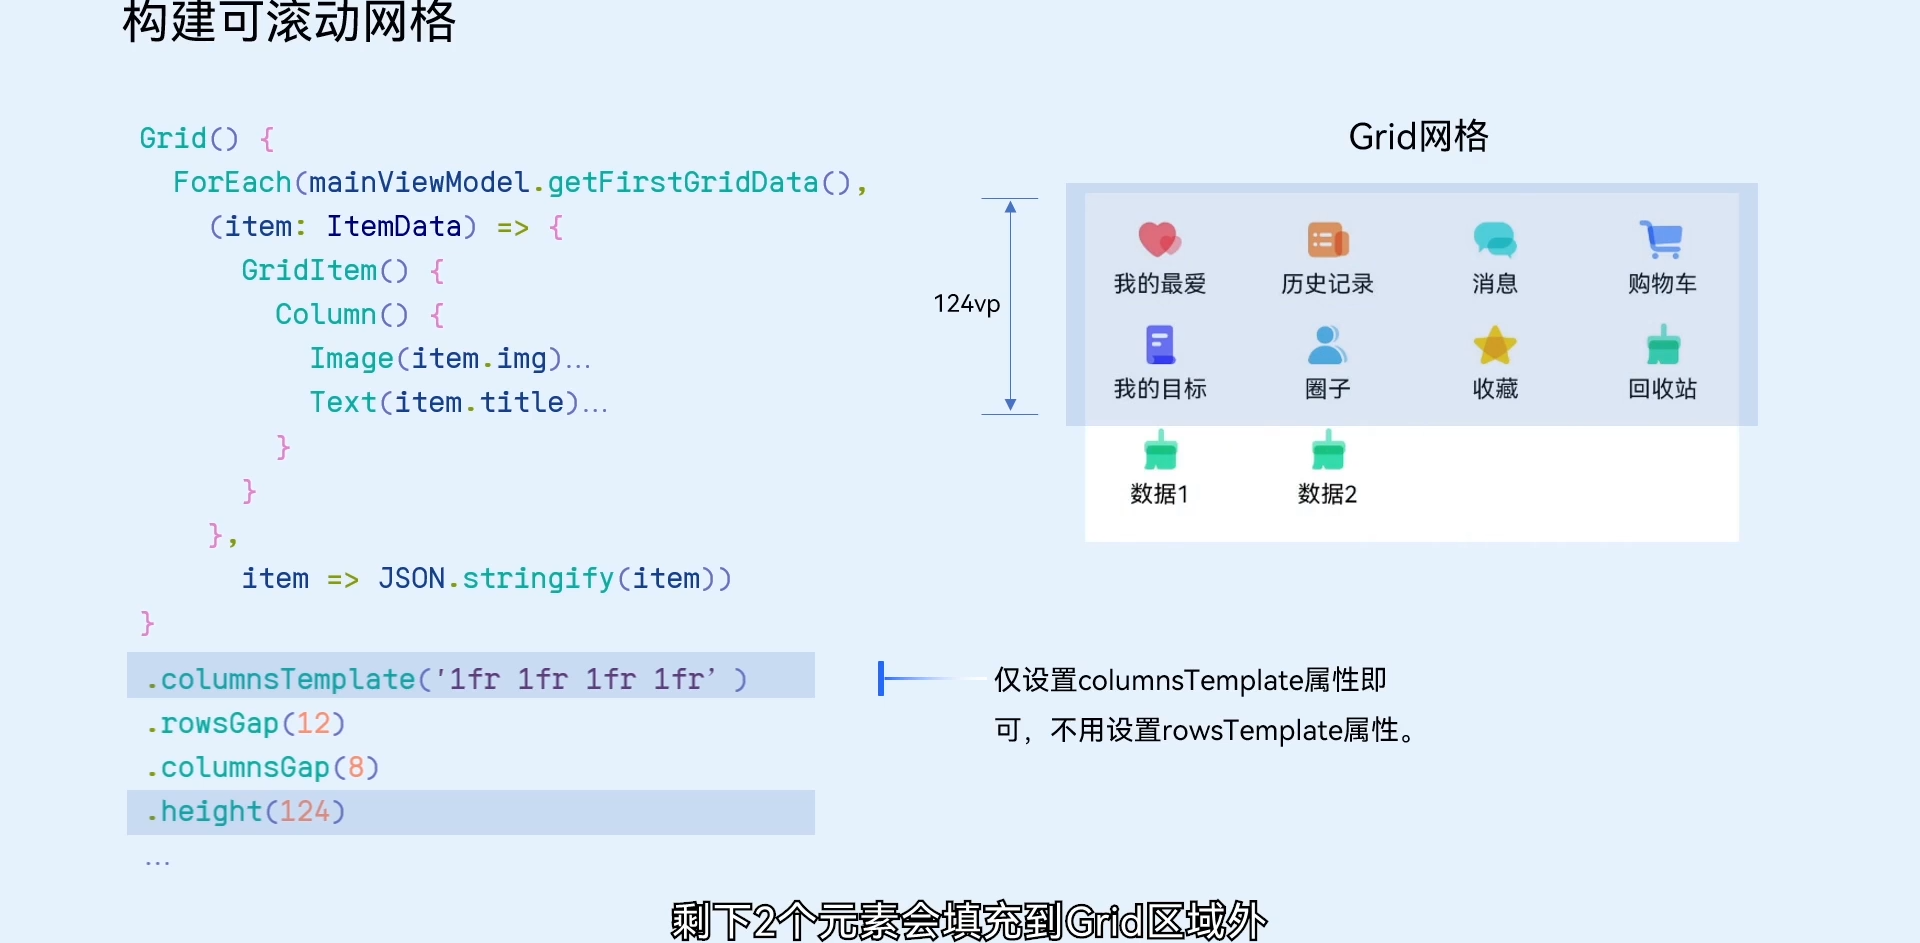 构建可滚动网格
Grid() {
ForEach(mainViewModel.getFirstGridData(),
(item: ItemData) => {
GridItem() {
Column() {
Image(item.img)...
Text(item.title)...
}
}
},
item => JSON.stringify(item))
}
.columnsTemplate('1fr 1fr 1fr 1fr’ )
.rowsGap(12)
.columnsGap(8)
.height(124)
...
Grid网格
124vp
我的最爱 历史记录 消息 购物车
我的目标 圈子 收藏 回收站
数据1 数据2
仅设置columnsTemplate属性即
可，不用设置rowsTemplate属性。
剩下2个元素会填充到Grid区域外